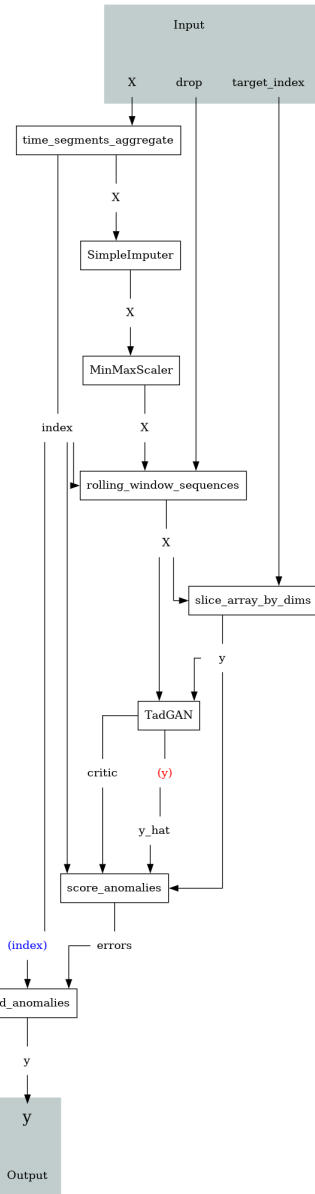 Input
X drop target_index
time_segments_aggregate
X
SimpleImputer
X
MinMaxScaler
index X
rolling_window_sequences
X
slice_array_by_dims
y
TadGAN
critic (y)
y_hat
score_anomalies
(index) errors
d_anomalies
y
y
Output